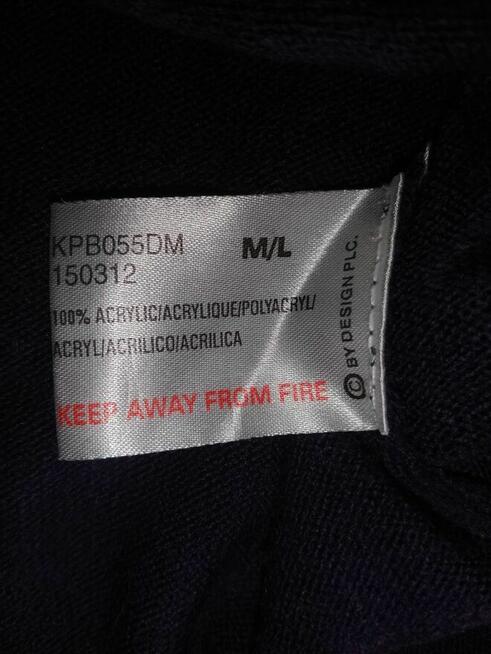 KPB055DM M/L
150312
100% ACRYLIC/ACRYLIQUE/POLYACRYL/
ACRYL/ACRILICO/ACRILICA
KEEP AWAY FROM FIRE
© BY DESIGN PLC.